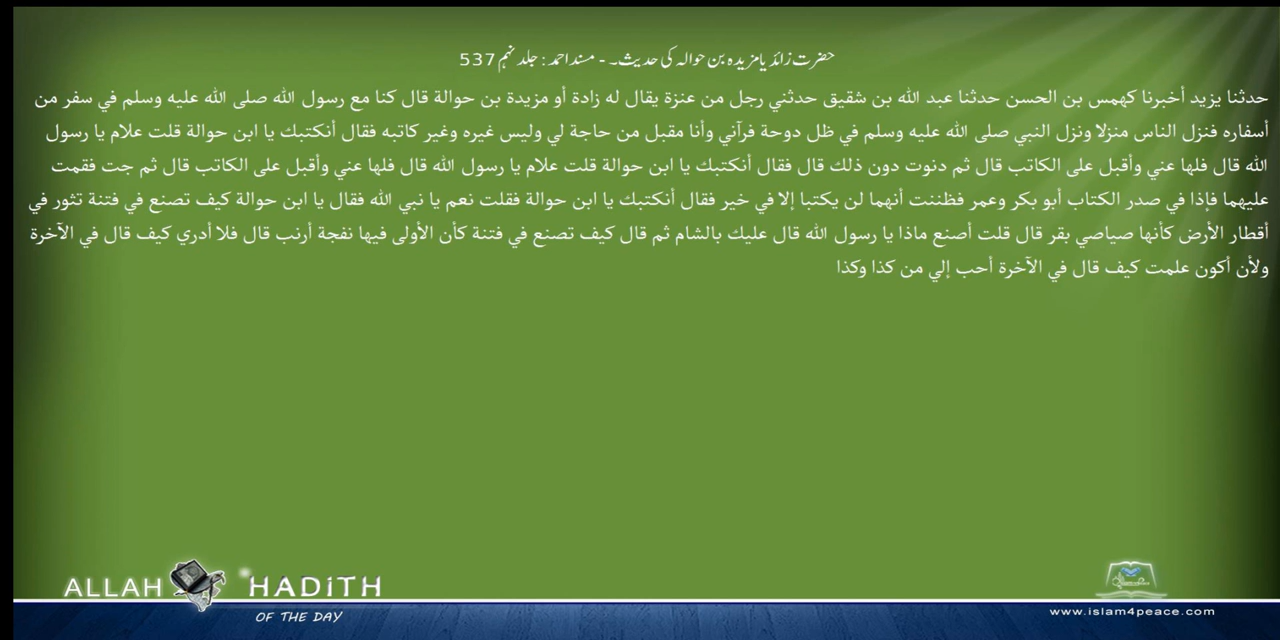 حضرت زائد یا مزیدہ بن حوالہ کی حدیث۔ - مسند احمد : جلد نہم 537
حدثنا يزيد أخبرنا كهمس بن الحسن حدثنا عبد الله بن شقيق حدثني رجل من عنزة يقال له زادة أو مزيدة بن حوالة قال كنا مع رسول الله صلى الله عليه وسلم في سفر من
أسفاره فنزل الناس منزلا ونزل النبي صلى الله عليه وسلم في ظل دوحة فرآني وأنا مقبل من حاجة لي وليس غيره وغير كاتبه فقال أنكتبك يا ابن حوالة قلت علام يا رسول
الله قال فلها عني وأقبل على الكاتب قال ثم دنوت دون ذلك قال فقال أنكتبك يا ابن حوالة قلت علام يا رسول الله قال فلها عني وأقبل على الكاتب قال ثم جت فقمت
عليهما فإذا في صدر الكتاب أبو بكر وعمر فظننت أنهما لن يكتبا إلا في خير فقال أنكتبك يا ابن حوالة فقلت نعم يا نبي الله فقال يا ابن حوالة كيف تصنع في فتنة تثور في
أقطار الأرض كأنها صياصي بقر قال قلت أصنع ماذا يا رسول الله قال عليك بالشام ثم قال كيف تصنع في فتنة كأن الأولى فيها نفجة أرنب قال فلا أدري كيف قال في الآخرة
ولأن أكون علمت كيف قال في الآخرة أحب إلي من كذا وكذا
ALLAH HADITH
OF THE DAY
www.islam4peace.com